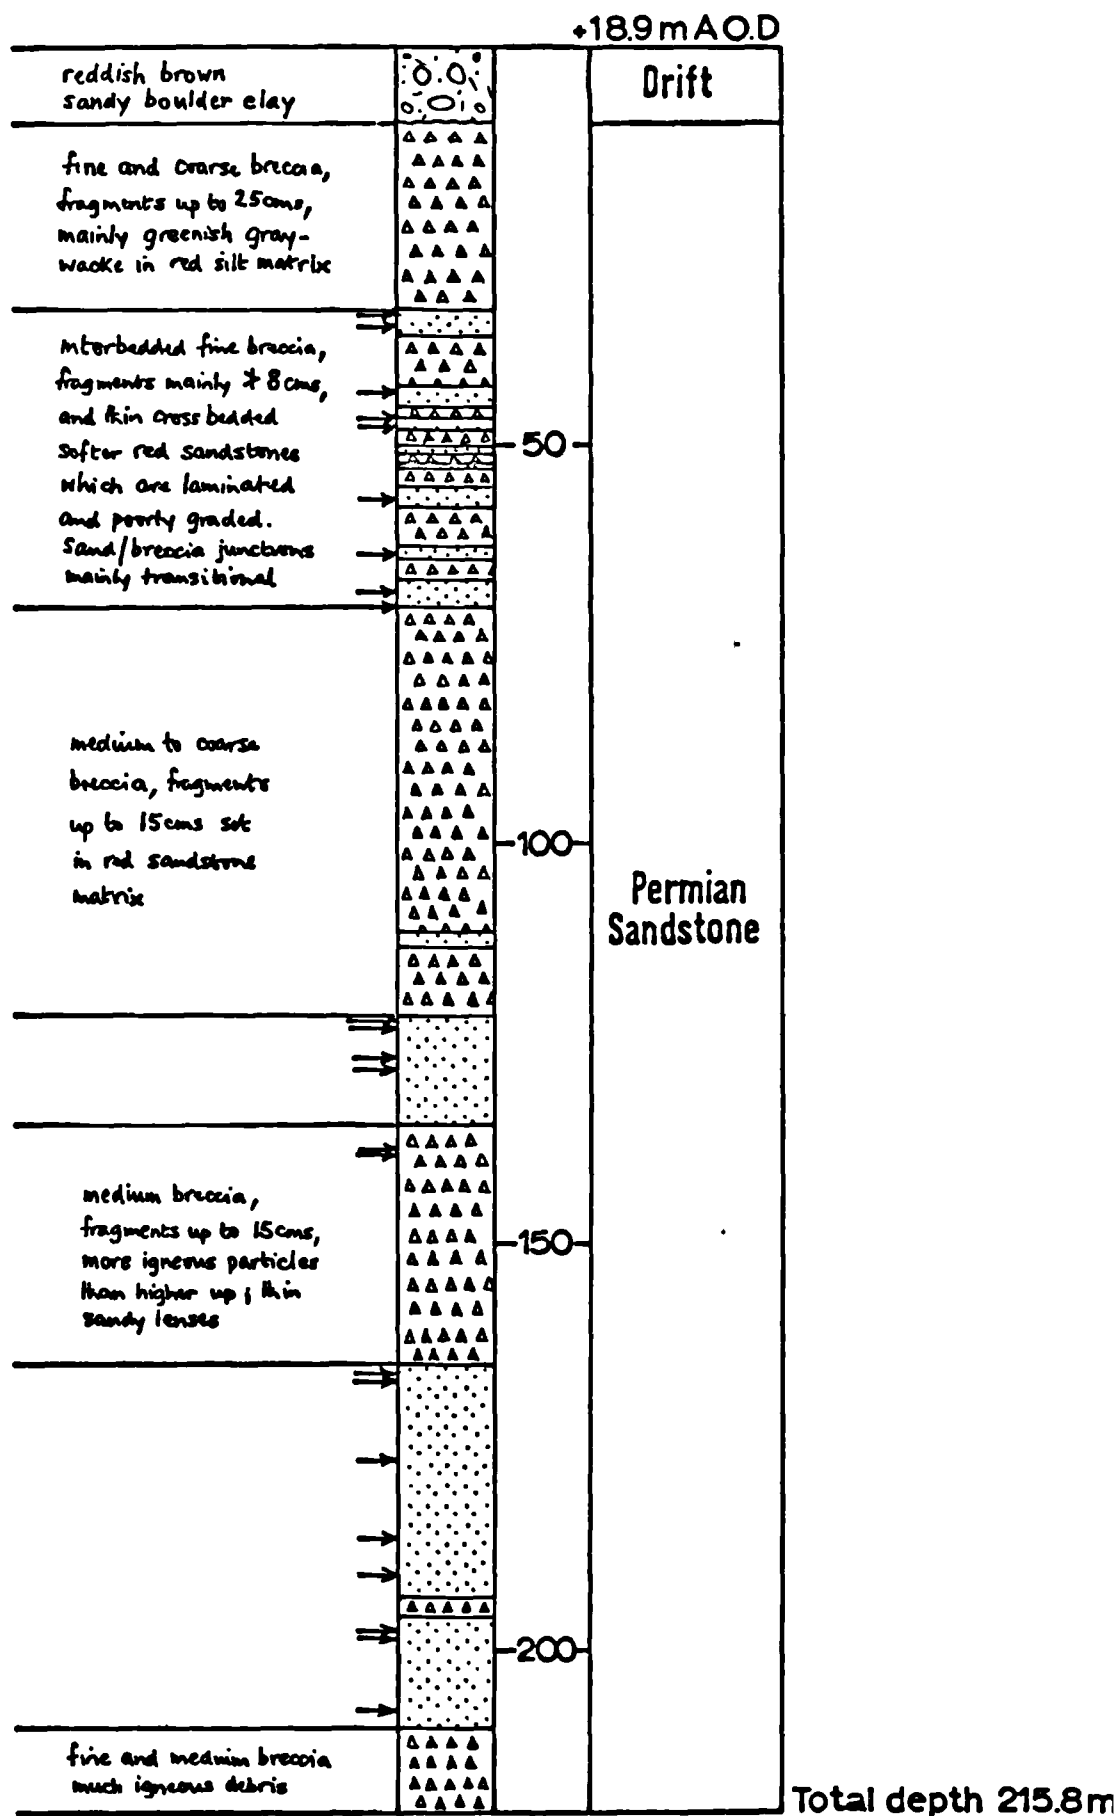 +18.9 m A O.D
reddish brown
sandy boulder clay
Drift
fine and coarse breccia,
fragments up to 25cms,
mainly greenish gray-
wacke in red silt matrix
interbedded fine breccia,
fragments mainly ≯ 8 cms,
and thin cross bedded
softer red sandstones
which are laminated
and poorly graded.
Sand/breccia junctions
mainly transitional
50
medium to coarse
breccia, fragments
up to 15cms set
in red sandstone
matrix
100
Permian
Sandstone
medium breccia,
fragments up to 15cms,
more igneous particles
than higher up; thin
sandy lenses
150
200
fine and medium breccia
much igneous debris
Total depth 215.8m